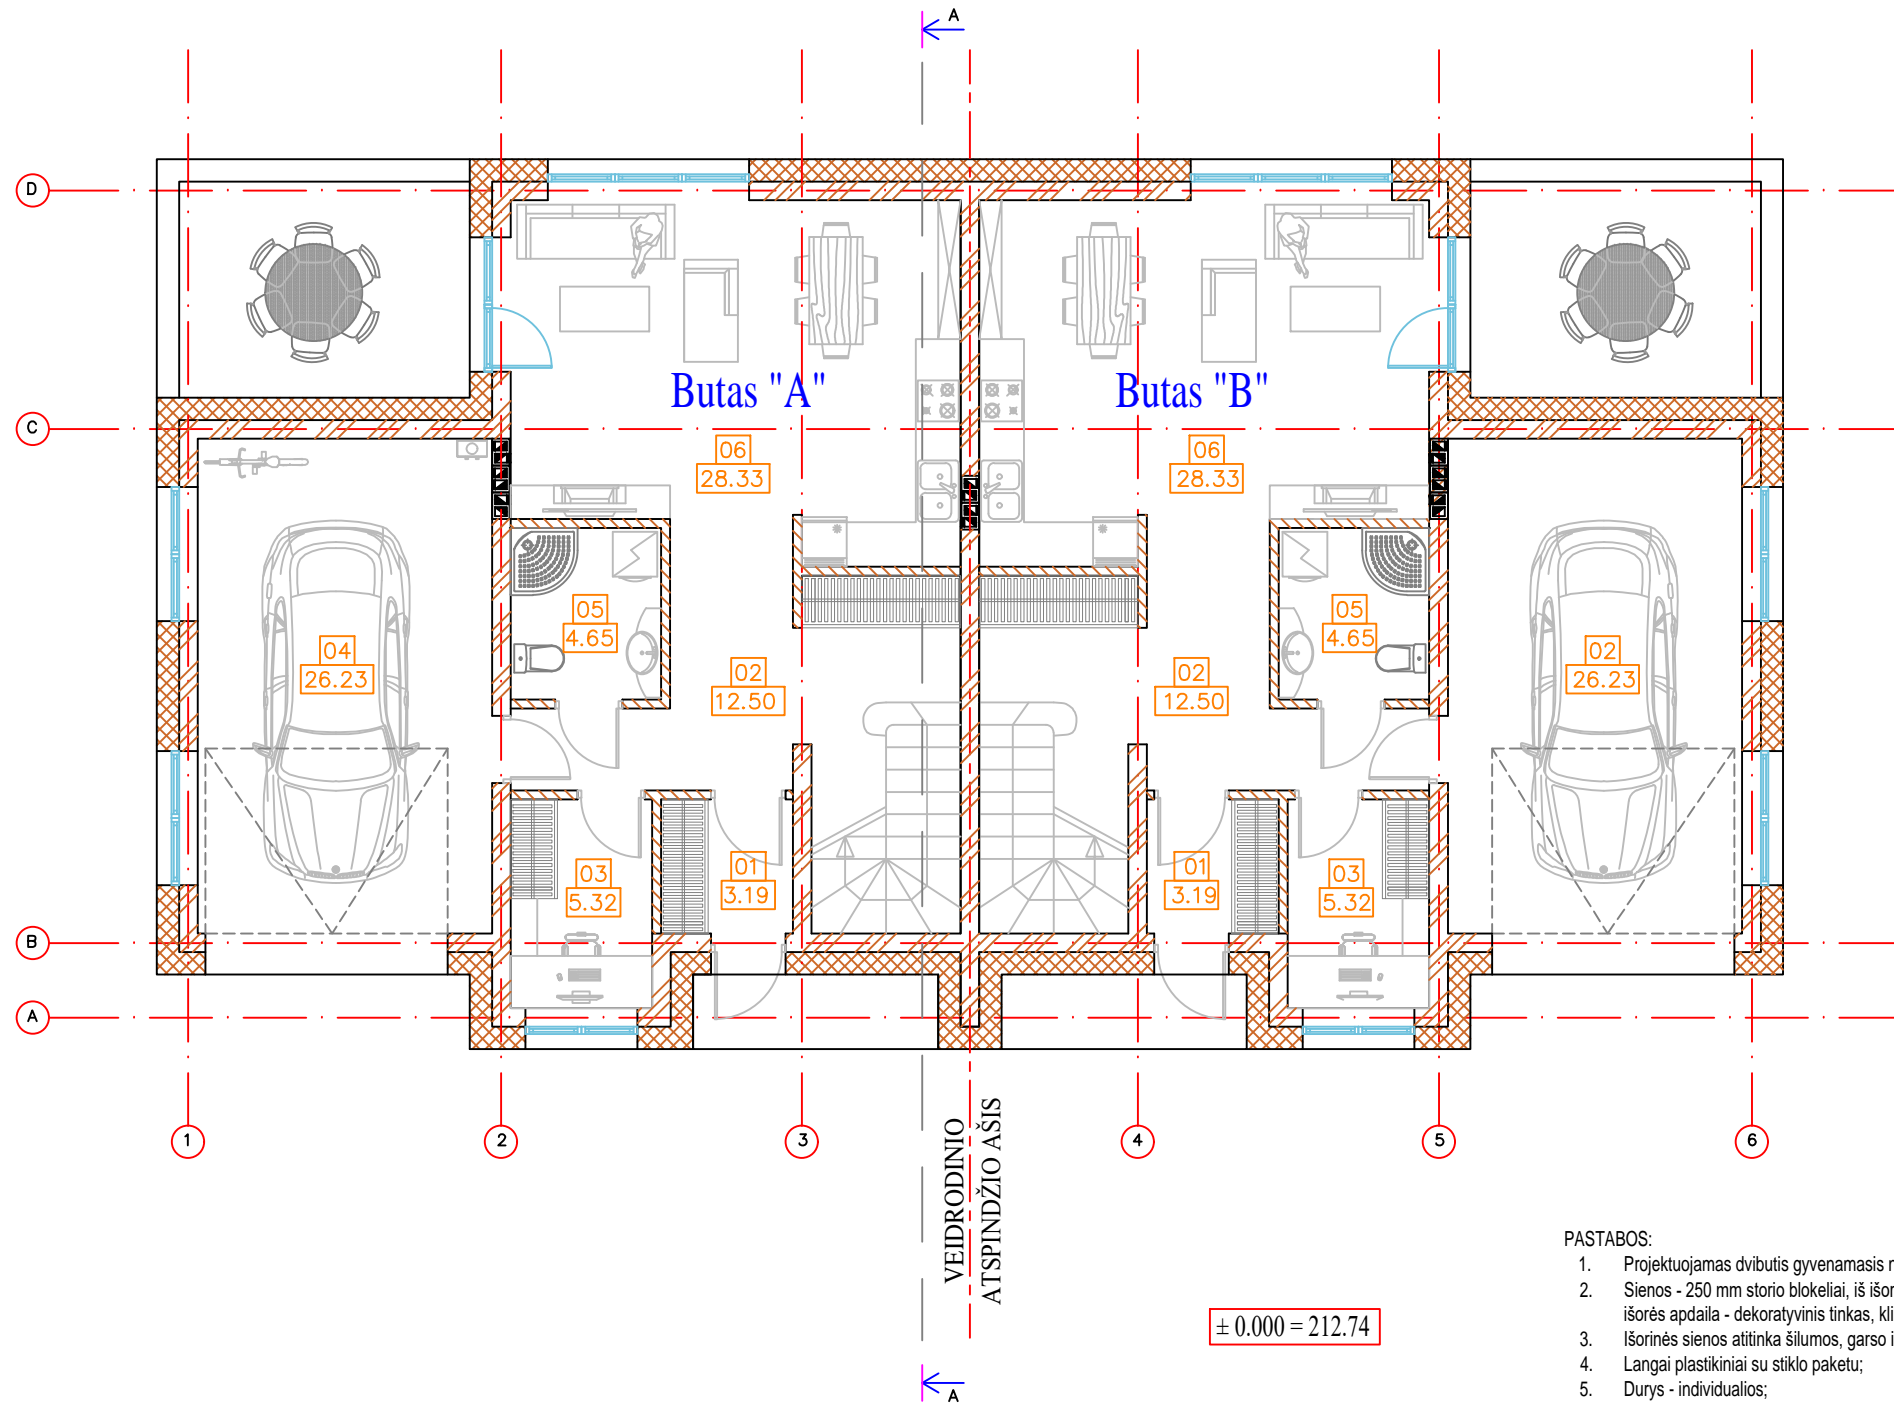 A
D
Butas "A"
Butas "B"
C
06
28.33
06
28.33
05
4.65
05
4.65
04
26.23
02
12.50
02
12.50
02
26.23
03
5.32
01
3.19
01
3.19
03
5.32
B
A
1
2
3
4
5
6
VEIDRODINIO
ATSPINDŽIO AŠIS
± 0.000 = 212.74
A
PASTABOS:
1. Projektuojamas dvibutis gyvenamasis
2. Sienos - 250 mm storio blokeliai, iš
išorės apdaila - dekoratyvinis tinkas,
3. Išorinės sienos atitinka šilumos, garso
4. Langai plastikiniai su stiklo paketu;
5. Durys - individualios;